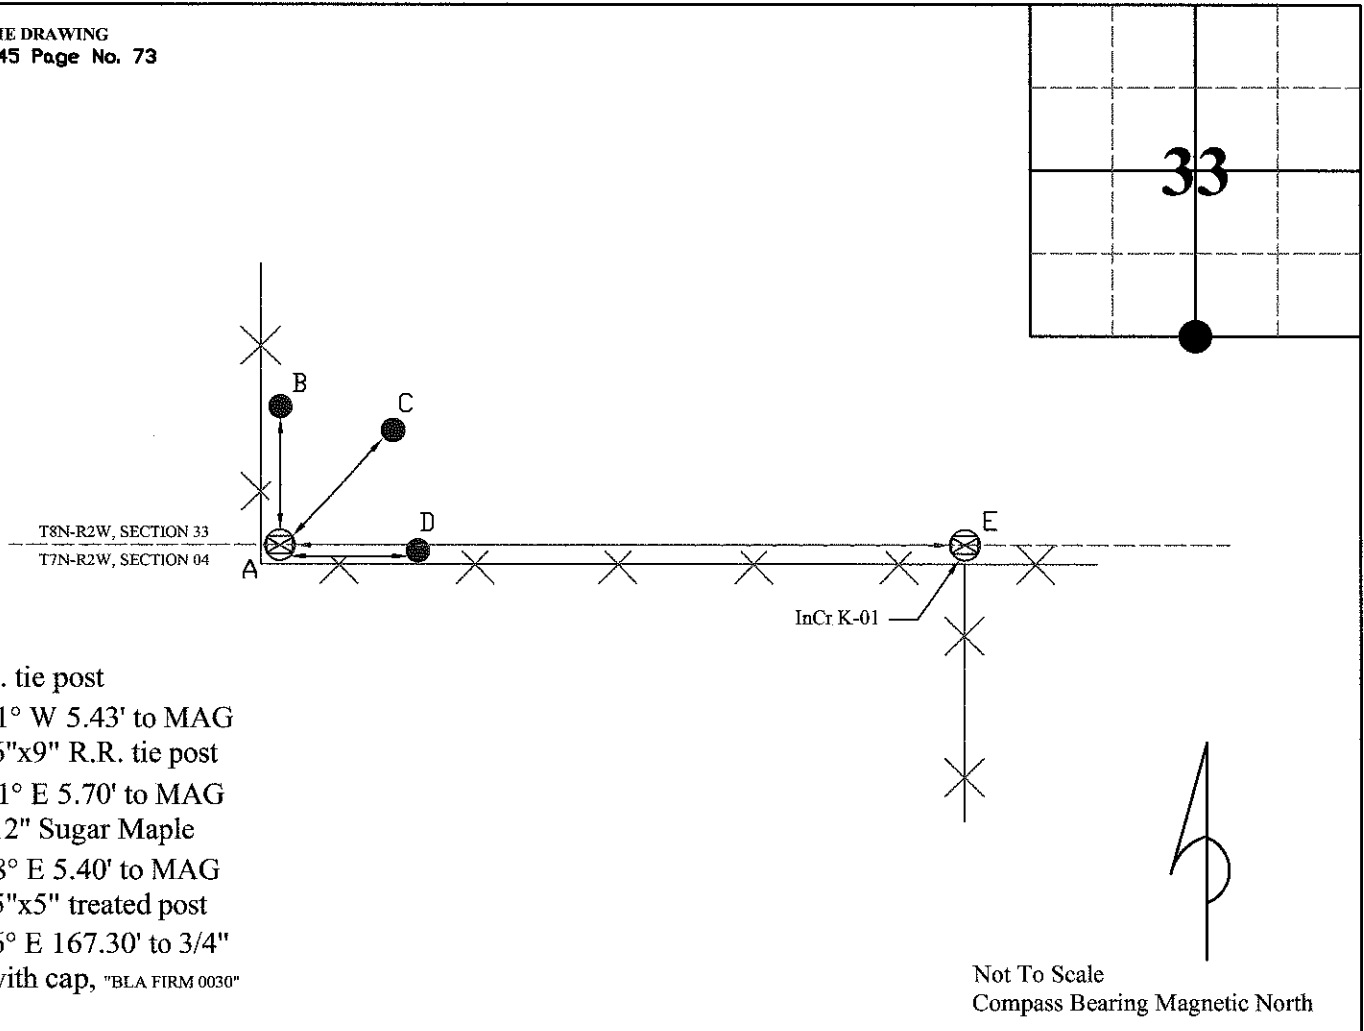 IE DRAWING
45 Page No. 73
33
B
C
D
E
T8N-R2W, SECTION 33
T7N-R2W, SECTION 04
A
InCr K-01
. tie post
1° W 5.43' to MAG
"x9" R.R. tie post
1° E 5.70' to MAG
2" Sugar Maple
8° E 5.40' to MAG
5"x5" treated post
° E 167.30' to 3/4"
with cap, "BLA FIRM 0030"
Not To Scale
Compass Bearing Magnetic North